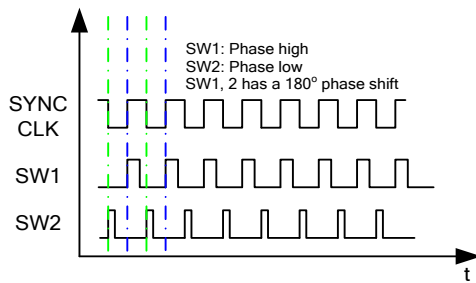 SW1: Phase high
SW2: Phase low
SW1, 2 has a 180° phase shift
SYNC
CLK
SW1
SW2
t